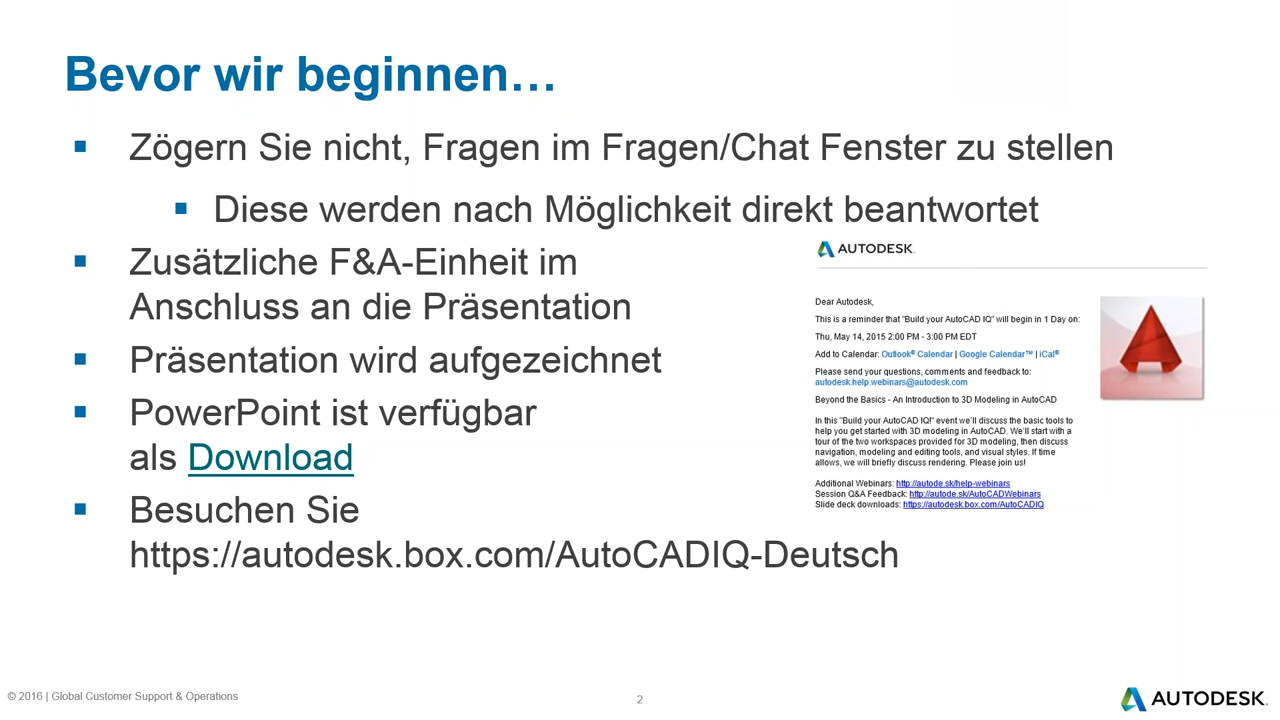 Bevor wir beginnen…
Zögern Sie nicht, Fragen im Fragen/Chat Fenster zu stellen
Diese werden nach Möglichkeit direkt beantwortet
Zusätzliche F&A-Einheit im
Anschluss an die Präsentation
Präsentation wird aufgezeichnet
PowerPoint ist verfügbar
als Download
Besuchen Sie
https://autodesk.box.com/AutoCADIQ-Deutsch
AUTODESK.
Dear Autodesk,
This is a reminder that "Build your AutoCAD IQ" will begin in 1 Day on:
Thu, May 14, 2015 2:00 PM - 3:00 PM EDT
Add to Calendar: Outlook® Calendar | Google Calendar™ | iCal®
Please send your questions, comments and feedback to:
autodesk.help.webinars@autodesk.com
Beyond the Basics - An Introduction to 3D Modeling in AutoCAD
In this "Build your AutoCAD IQ!" event we'll discuss the basic tools to
help you get started with 3D modeling in AutoCAD. We'll start with a
tour of the two workspaces provided for 3D modeling, then discuss
navigation, modeling and editing tools, and visual styles. If time
allows, we will briefly discuss rendering. Please join us!
Additional Webinars: http://autode.sk/help-webinars
Session Q&A Feedback: http://autode.sk/AutoCADWebinars
Slide deck downloads: https://autodesk.box.com/AutoCADIQ
© 2016 | Global Customer Support & Operations
2
AUTODESK.